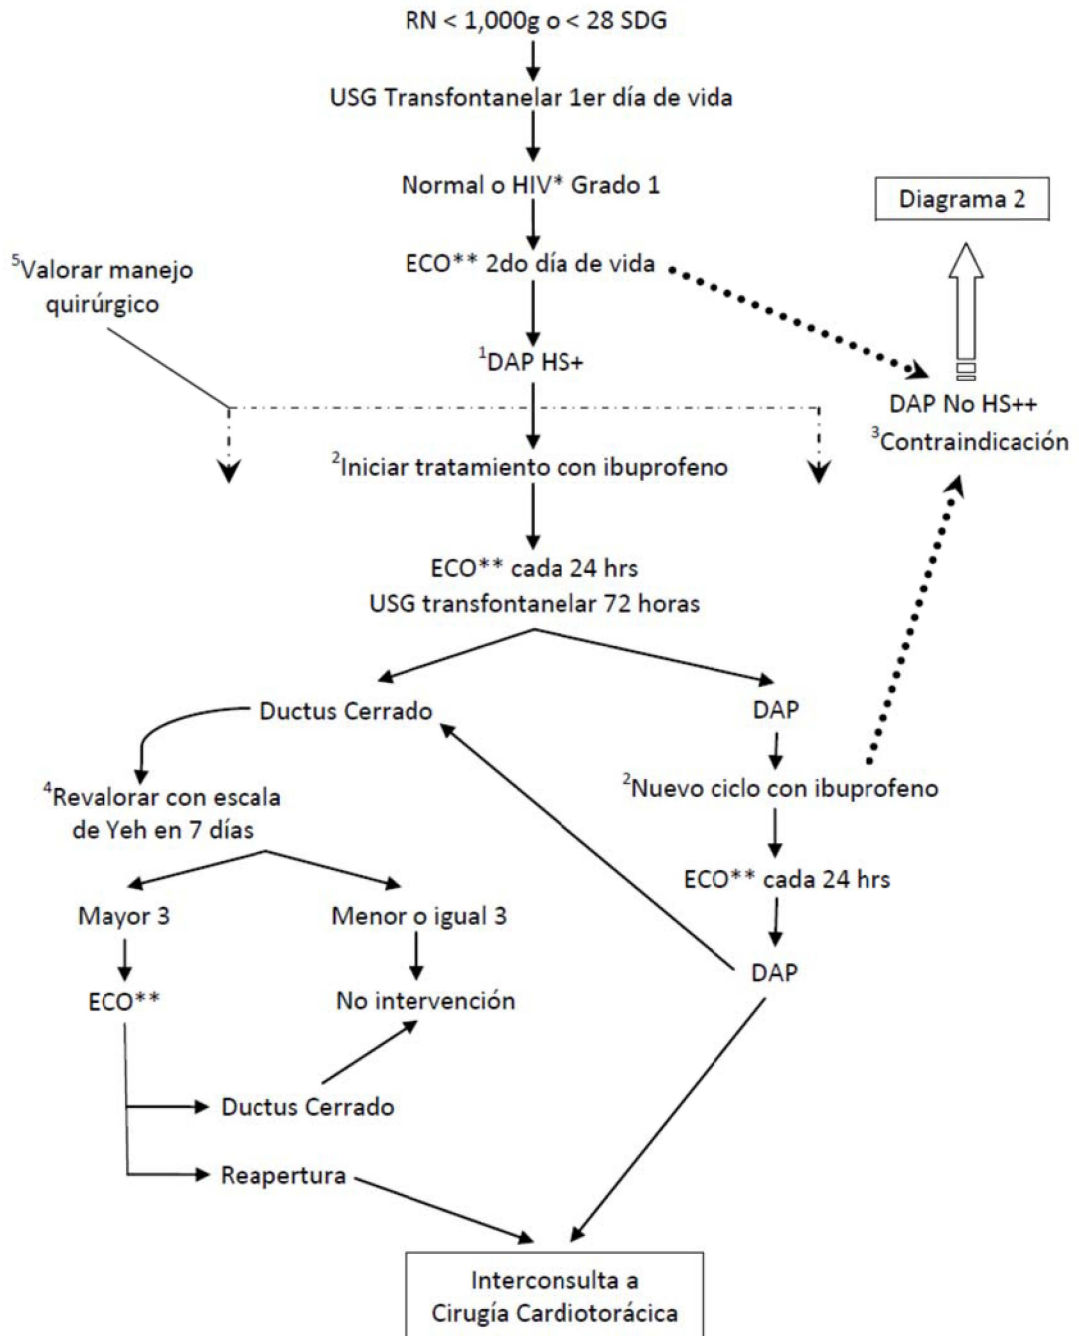 RN < 1,000g o < 28 SDG
USG Transfontanelar 1er día de vida
Normal o HIV* Grado 1
Diagrama 2
ECO** 2do día de vida
⁵Valorar manejo
quirúrgico
¹DAP HS+
DAP No HS++
³Contraindicación
²Iniciar tratamiento con ibuprofeno
ECO** cada 24 hrs
USG transfontanelar 72 horas
Ductus Cerrado
DAP
⁴Revalorar con escala
de Yeh en 7 días
²Nuevo ciclo con ibuprofeno
ECO** cada 24 hrs
Mayor 3
Menor o igual 3
DAP
ECO**
No intervención
Ductus Cerrado
Reapertura
Interconsulta a
Cirugía Cardiotorácica